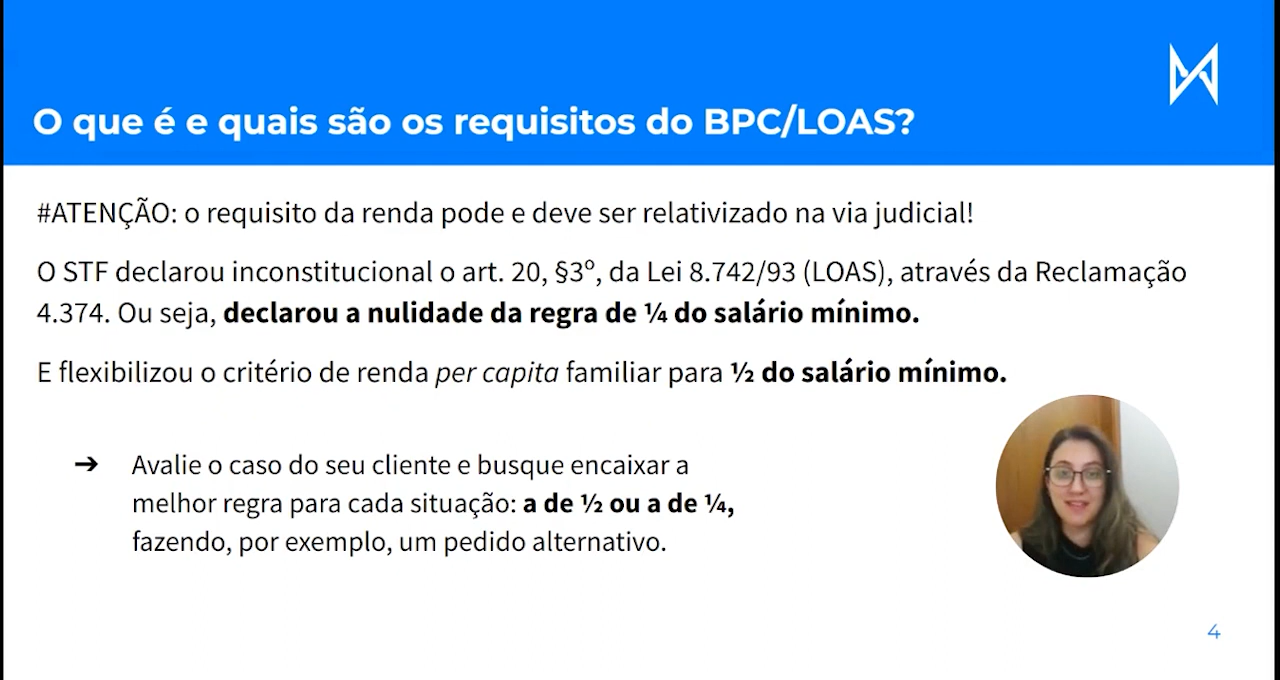 O que é e quais são os requisitos do BPC/LOAS?
#ATENÇÃO: o requisito da renda pode e deve ser relativizado na via judicial!
O STF declarou inconstitucional o art. 20, §3º, da Lei 8.742/93 (LOAS), através da Reclamação
4.374. Ou seja, declarou a nulidade da regra de ¼ do salário mínimo.
E flexibilizou o critério de renda per capita familiar para ½ do salário mínimo.
➔ Avalie o caso do seu cliente e busque encaixar a
melhor regra para cada situação: a de ½ ou a de ¼,
fazendo, por exemplo, um pedido alternativo.
4